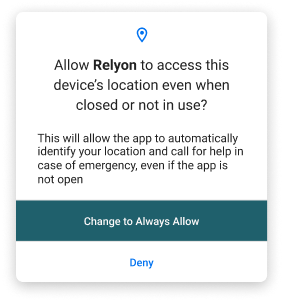 Allow Relyon to access this
device's location even when
closed or not in use?
This will allow the app to automatically
identify your location and call for help in
case of emergency, even if the app is
not open
Change to Always Allow
Deny